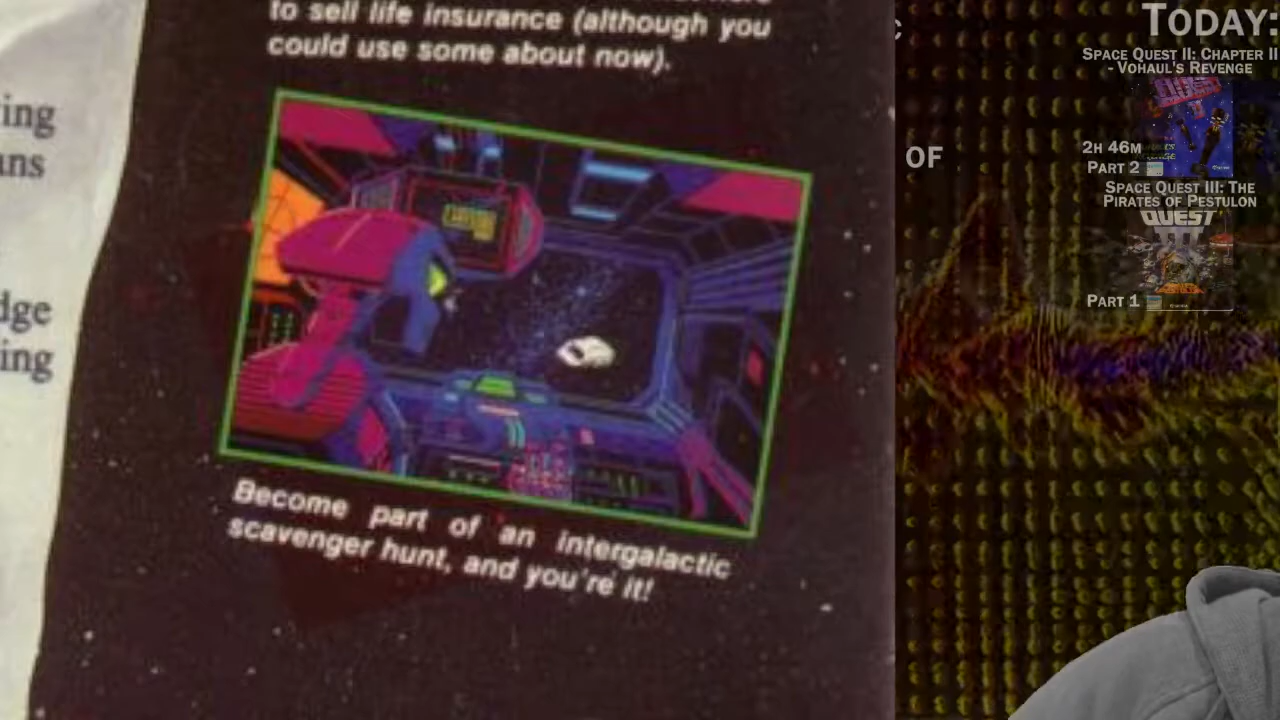 to sell life insurance (although you
could use some about now).
ing
ans
dge
ing
Become part of an intergalactic
scavenger hunt, and you're it!
OF
TODAY:
SPACE QUEST II: CHAPTER II
- VOHAUL'S REVENGE
2H 46M
PART 2
SPACE QUEST III: THE
PIRATES OF PESTULON
QUEST
III
PART 1